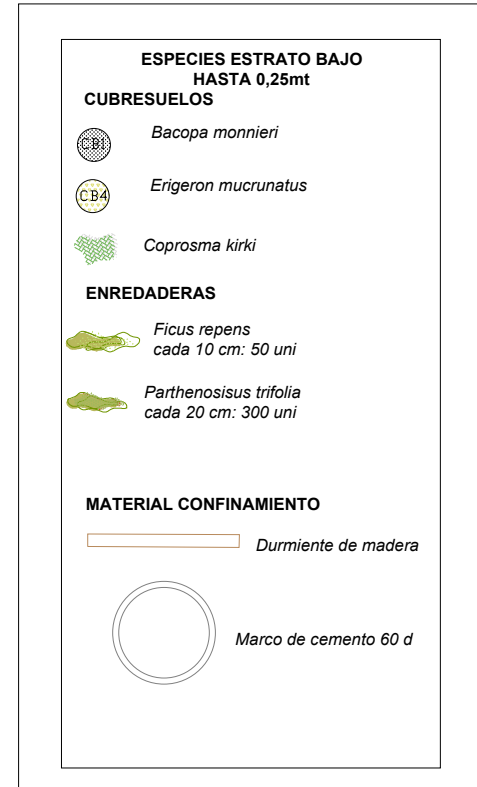 ESPECIES ESTRATO BAJO
HASTA 0,25mt
CUBRESUELOS
CB1 Bacopa monnieri
CB4 Erigeron mucrunatus
Coprosma kirki
ENREDADERAS
Ficus repens
cada 10 cm: 50 uni
Parthenosisus trifolia
cada 20 cm: 300 uni
MATERIAL CONFINAMIENTO
Durmiente de madera
Marco de cemento 60 d